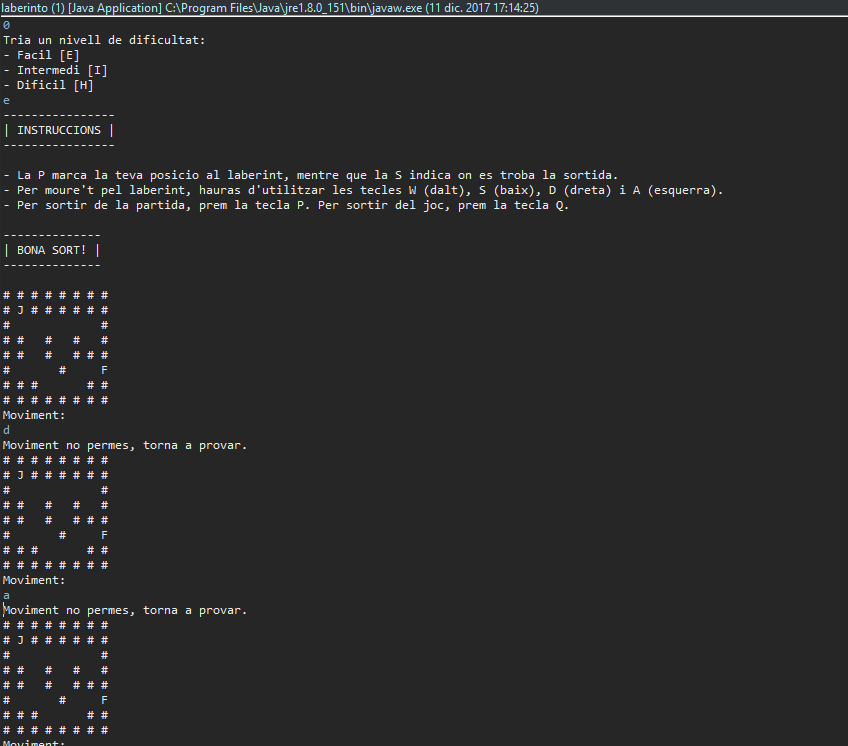 laberinto (1) [Java Application] C:\Program Files\Java\jre1.8.0_151\bin\javaw.exe (11 dic. 2017 17:14:25)
0
Tria un nivell de dificultat:
- Facil [E]
- Intermedi [I]
- Dificil [H]
e
----------------
| INSTRUCCIONS |
----------------
- La P marca la teva posicio al laberint, mentre que la S indica on es troba la sortida.
- Per moure't pel laberint, hauras d'utilitzar les tecles W (dalt), S (baix), D (dreta) i A (esquerra).
- Per sortir de la partida, prem la tecla P. Per sortir del joc, prem la tecla Q.
--------------
| BONA SORT! |
--------------
# # # # # # # #
# J # # # # # #
#             #
# #   #   #   #
# #   #   # # #
#       #     F
# # #       # #
# # # # # # # #
Moviment:
d
Moviment no permes, torna a provar.
# # # # # # # #
# J # # # # # #
#             #
# #   #   #   #
# #   #   # # #
#       #     F
# # #       # #
# # # # # # # #
Moviment:
a
Moviment no permes, torna a provar.
# # # # # # # #
# J # # # # # #
#             #
# #   #   #   #
# #   #   # # #
#       #     F
# # #       # #
# # # # # # # #
Moviment: